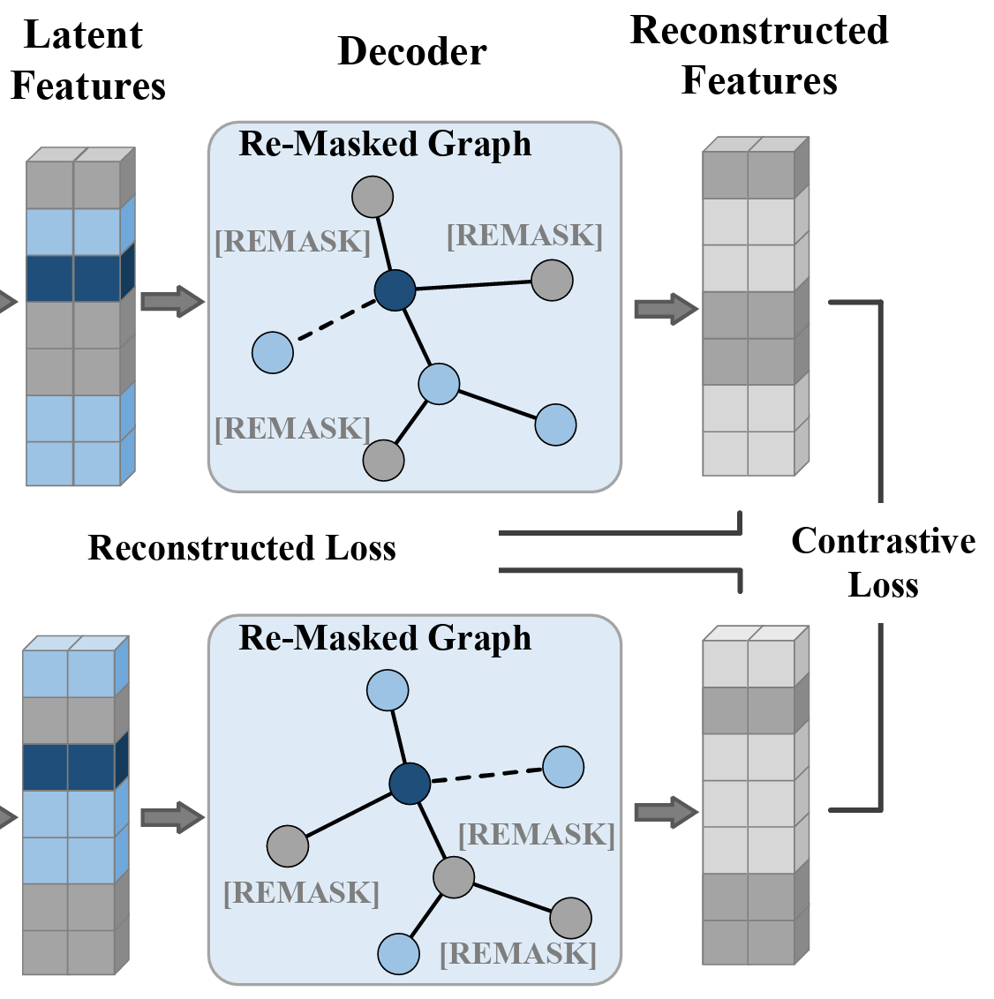 Latent
Features
Decoder
Reconstructed
Features
Re-Masked Graph
[REMASK]
[REMASK]
[REMASK]
Reconstructed Loss
Contrastive
Loss
Re-Masked Graph
[REMASK]
[REMASK]
[REMASK]